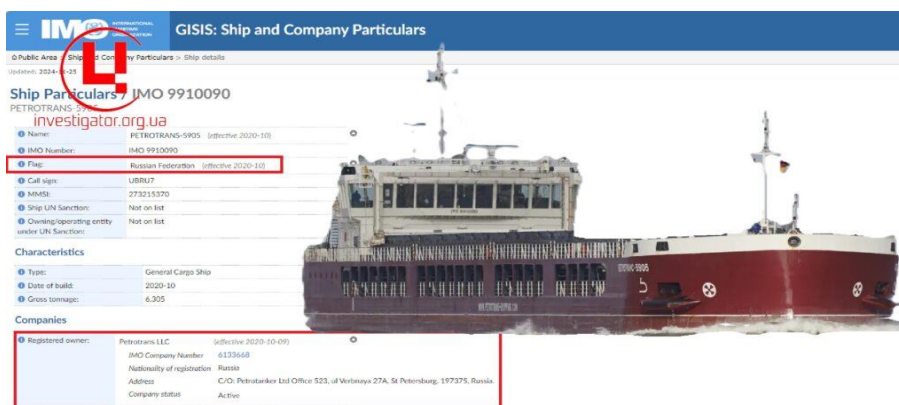 IMO INTERNATIONAL MARITIME ORGANIZATION
GISIS: Ship and Company Particulars
Public Area > Ship and Company Particulars > Ship details
Updated: 2024-11-25
Ship Particulars / IMO 9910090
PETROTRANS-5905
investigator.org.ua
Name: PETROTRANS-5905 (effective 2020-10)
IMO Number: IMO 9910090
Flag: Russian Federation (effective 2020-10)
Call sign: UBRU7
MMSI: 273215370
Ship UN Sanction: Not on list
Owning/operating entity under UN Sanction: Not on list
Characteristics
Type: General Cargo Ship
Date of build: 2020-10
Gross tonnage: 6,305
Companies
Registered owner: Petrotrans LLC (effective 2020-10-09)
IMO Company Number 6133668
Nationality of registration Russia
Address C/O: Petrotanker Ltd Office 523, ul Verbnaya 27A, St Petersburg, 197375, Russia.
Company status Active